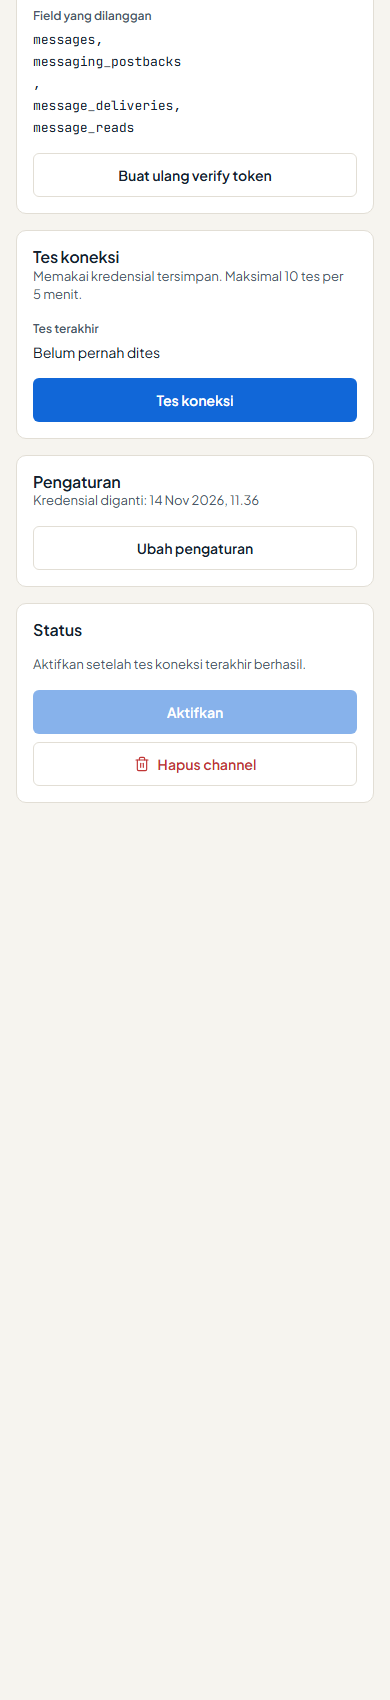 Field yang dilanggan
messages,
messaging_postbacks
,
message_deliveries,
message_reads
Buat ulang verify token
Tes koneksi
Memakai kredensial tersimpan. Maksimal 10 tes per
5 menit.
Tes terakhir
Belum pernah dites
Tes koneksi
Pengaturan
Kredensial diganti: 14 Nov 2026, 11.36
Ubah pengaturan
Status
Aktifkan setelah tes koneksi terakhir berhasil.
Aktifkan
Hapus channel